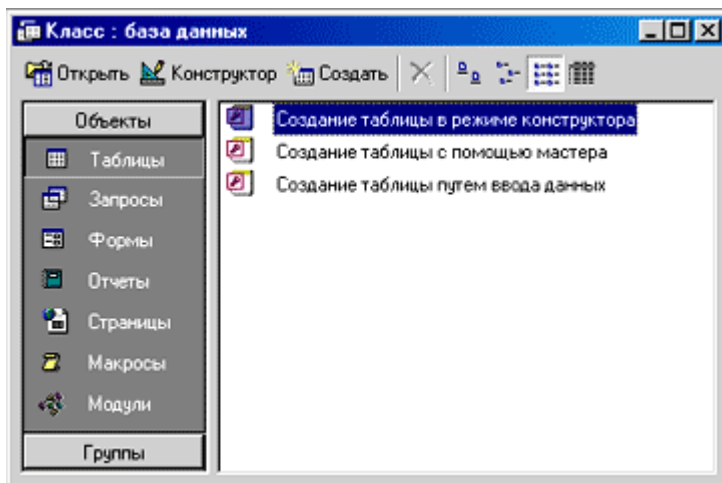 Класс : база данных
Открыть Конструктор Создать
Объекты
Таблицы
Запросы
Формы
Отчеты
Страницы
Макросы
Модули
Группы
Создание таблицы в режиме конструктора
Создание таблицы с помощью мастера
Создание таблицы путем ввода данных